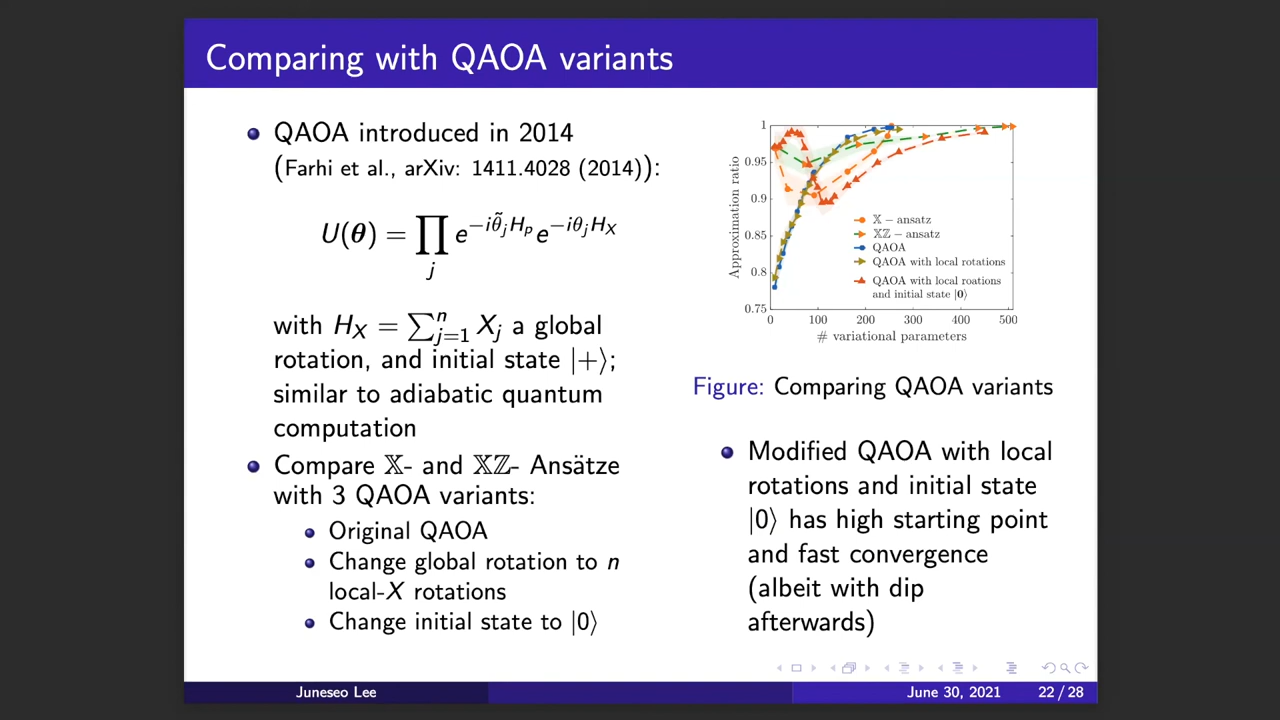 Comparing with QAOA variants
QAOA introduced in 2014
(Farhi et al., arXiv: 1411.4028 (2014)):
U(θ) = ∏_j e^{−iθ̃_j H_p} e^{−iθ_j H_X}
with H_X = ∑_{j=1}^{n} X_j a global
rotation, and initial state |+⟩;
similar to adiabatic quantum
computation
Compare 𝕏- and 𝕏ℤ- Ansätze
with 3 QAOA variants:
Original QAOA
Change global rotation to n
local-X rotations
Change initial state to |0⟩
Approximation ratio
1
0.95
0.9
0.85
0.8
0.75
0 100 200 300 400 500
# variational parameters
𝕏 − ansatz
𝕏ℤ − ansatz
QAOA
QAOA with local rotations
QAOA with local roations
and initial state |0⟩
Figure: Comparing QAOA variants
Modified QAOA with local
rotations and initial state
|0⟩ has high starting point
and fast convergence
(albeit with dip
afterwards)
Juneseo Lee
June 30, 2021 22 / 28